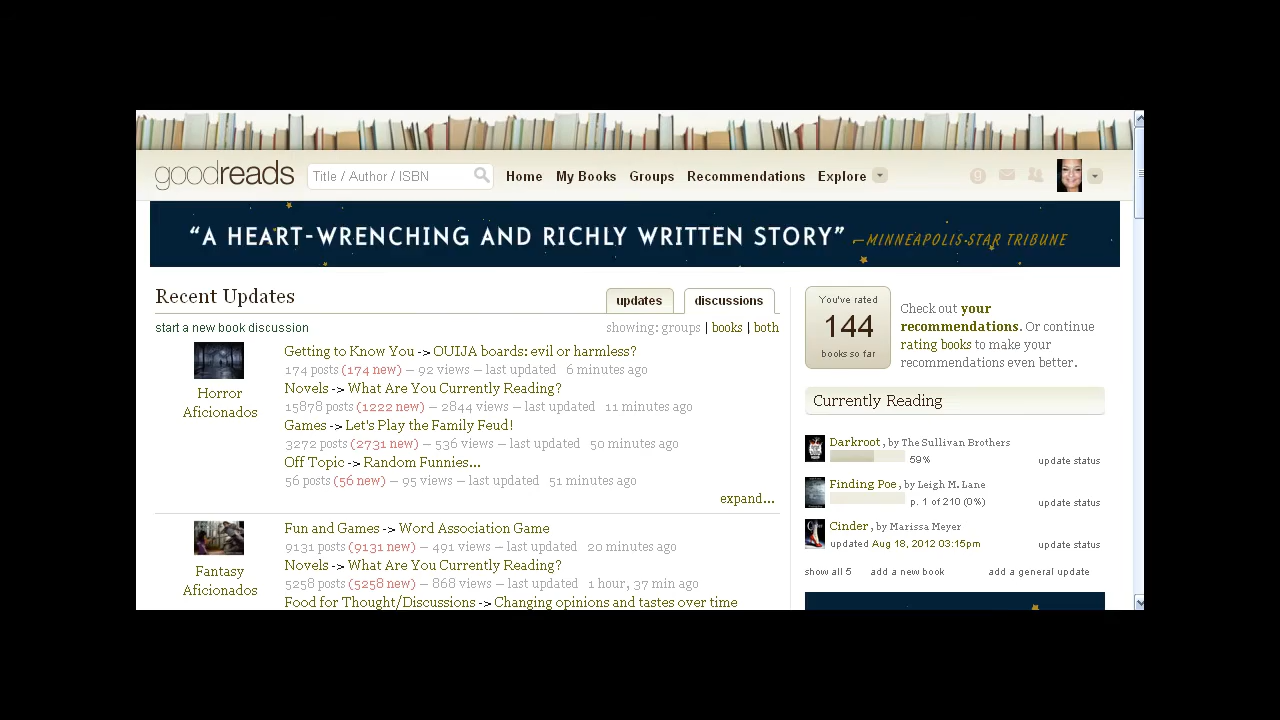 goodreads
Title / Author / ISBN
Home My Books Groups Recommendations Explore
g
“A HEART-WRENCHING AND RICHLY WRITTEN STORY” —MINNEAPOLIS STAR TRIBUNE
Recent Updates
updates discussions
start a new book discussion
showing: groups | books | both
Horror
Aficionados
Getting to Know You -> OUIJA boards: evil or harmless?
174 posts (174 new) — 92 views — last updated 6 minutes ago
Novels -> What Are You Currently Reading?
15878 posts (1222 new) — 2844 views — last updated 11 minutes ago
Games -> Let's Play the Family Feud!
3272 posts (2731 new) — 536 views — last updated 50 minutes ago
Off Topic -> Random Funnies...
56 posts (56 new) — 95 views — last updated 51 minutes ago
expand...
Fantasy
Aficionados
Fun and Games -> Word Association Game
9131 posts (9131 new) — 491 views — last updated 20 minutes ago
Novels -> What Are You Currently Reading?
5258 posts (5258 new) — 868 views — last updated 1 hour, 37 min ago
Food for Thought/Discussions -> Changing opinions and tastes over time
You've rated
144
books so far
Check out your
recommendations. Or continue
rating books to make your
recommendations even better.
Currently Reading
Darkroot , by The Sullivan Brothers
59% update status
Finding Poe , by Leigh M. Lane
p. 1 of 210 (0%) update status
Cinder , by Marissa Meyer
updated Aug 18, 2012 03:15pm update status
show all 5 add a new book add a general update